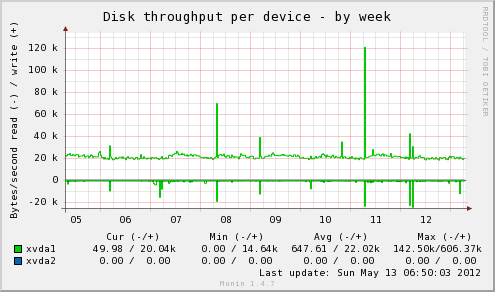 Disk throughput per device - by week
RRDTOOL / TOBI OETIKER
Bytes/second read (-) / write (+)
120 k
100 k
80 k
60 k
40 k
20 k
0
-20 k
05 06 07 08 09 10 11 12
Cur (-/+) Min (-/+) Avg (-/+) Max (-/+)
xvda1 49.98 / 20.04k 0.00 / 14.64k 647.61 / 22.02k 142.50k/606.37k
xvda2 0.00 / 0.00 0.00 / 0.00 0.00 / 0.00 0.00 / 0.00
Last update: Sun May 13 06:50:03 2012
Munin 1.4.7